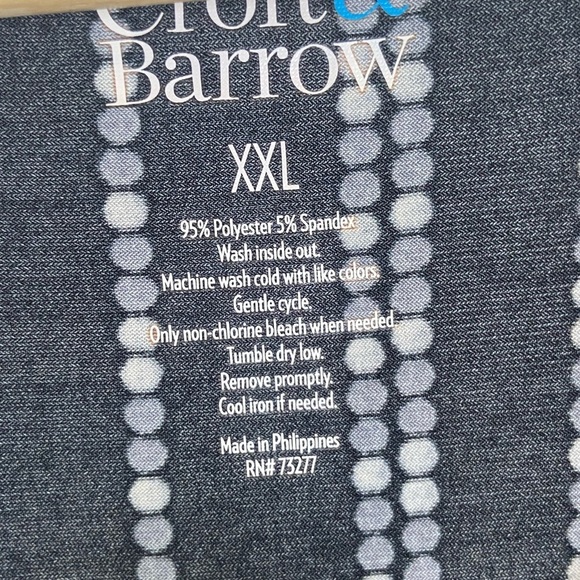 Croft &
Barrow
XXL
95% Polyester 5% Spandex
Wash inside out.
Machine wash cold with like colors.
Gentle cycle.
Only non-chlorine bleach when needed.
Tumble dry low.
Remove promptly.
Cool iron if needed.
Made in Philippines
RN# 73277